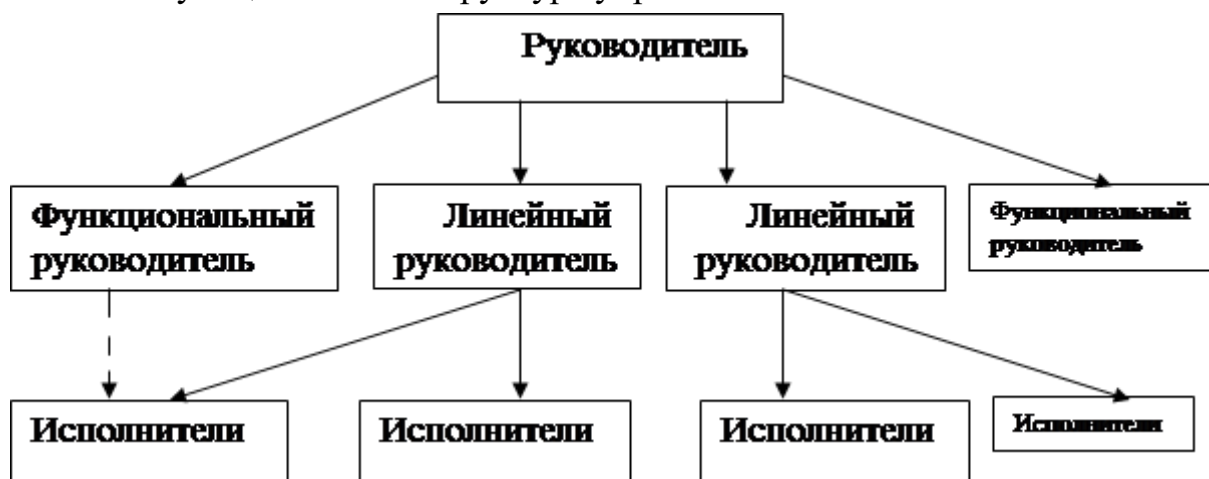 Руководитель
Функциональный
руководитель
Линейный
руководитель
Линейный
руководитель
Функциональный
руководитель
Исполнители
Исполнители
Исполнители
Исполнители